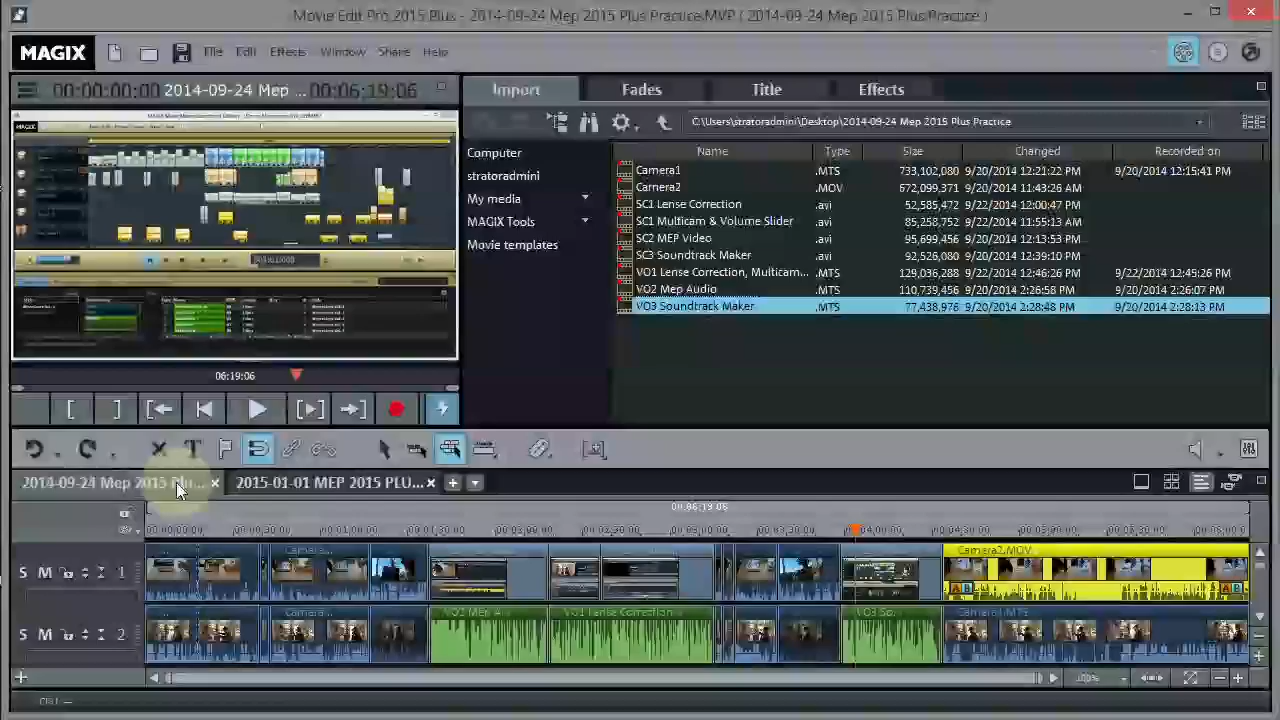 Movie Edit Pro 2015 Plus - 2014-09-24 Mep 2015 Plus Practice.MVP ( 2014-09-24 Mep 2015 Plus Practice )
MAGIX File Edit Effects Window Share Help
00:00:00:00 2014-09-24 Mep ... 00:06:19:06
Import Fades Title Effects
C:\Users\stratoradmini\Desktop\2014-09-24 Mep 2015 Plus Practice
Computer
stratoradmini
My media
MAGIX Tools
Movie templates
Name Type Size Changed Recorded on
Camera1 .MTS 733,102,080 9/20/2014 12:21:22 PM 9/20/2014 12:15:41 PM
Camera2 .MOV 672,099,371 9/20/2014 11:43:26 AM
SC1 Lense Correction .avi 52,585,472 9/22/2014 12:00:47 PM
SC1 Multicam & Volume Slider .avi 85,258,752 9/22/2014 11:55:13 AM
SC2 MEP Video .avi 95,699,456 9/20/2014 12:13:53 PM
SC3 Soundtrack Maker .avi 92,526,080 9/20/2014 12:39:10 PM
VO1 Lense Correction, Multicam... .MTS 129,036,288 9/22/2014 12:46:26 PM 9/22/2014 12:45:26 PM
VO2 Mep Audio .MTS 110,739,456 9/20/2014 2:26:58 PM 9/20/2014 2:26:07 PM
VO3 Soundtrack Maker .MTS 77,438,976 9/20/2014 2:28:48 PM 9/20/2014 2:28:13 PM
06:19:06
2014-09-24 Mep 2015 Plu... 2015-01-01 MEP 2015 PLU...
00:06:19:06
S M 1
Camera...
Camera2.MOV
S M 2
Camera...
VO2 MEP A...
VO1 Lense Correction...
VO3 So...
Camera1.MTS
100%
CPU: —